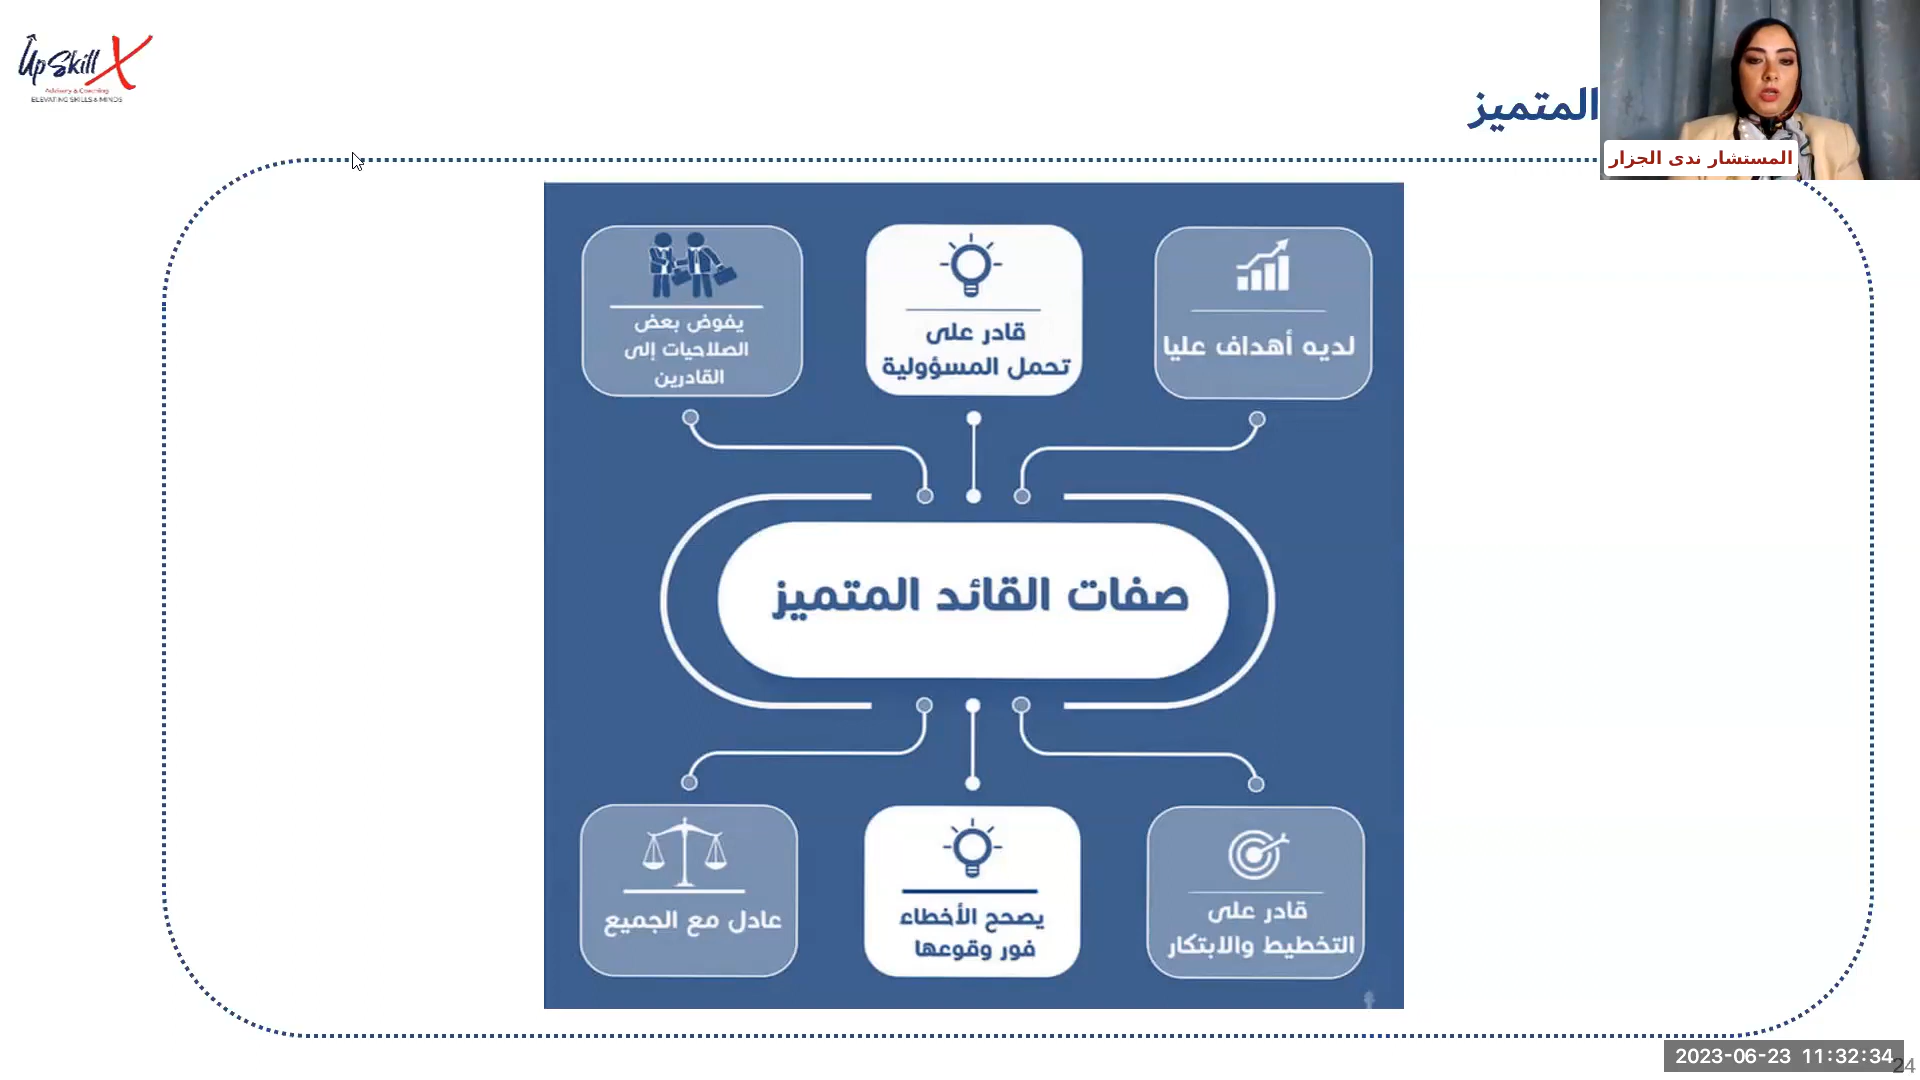 UpSkill X
Advisory & Coaching
ELEVATING SKILLS & MINDS
المتميز
المستشار ندى الجزار
لديه أهداف عليا
قادر على
تحمل المسؤولية
يفوض بعض
الصلاحيات إلى
القادرين
صفات القائد المتميز
قادر على
التخطيط والابتكار
يصحح الأخطاء
فور وقوعها
عادل مع الجميع
2023-06-23 11:32:34
24